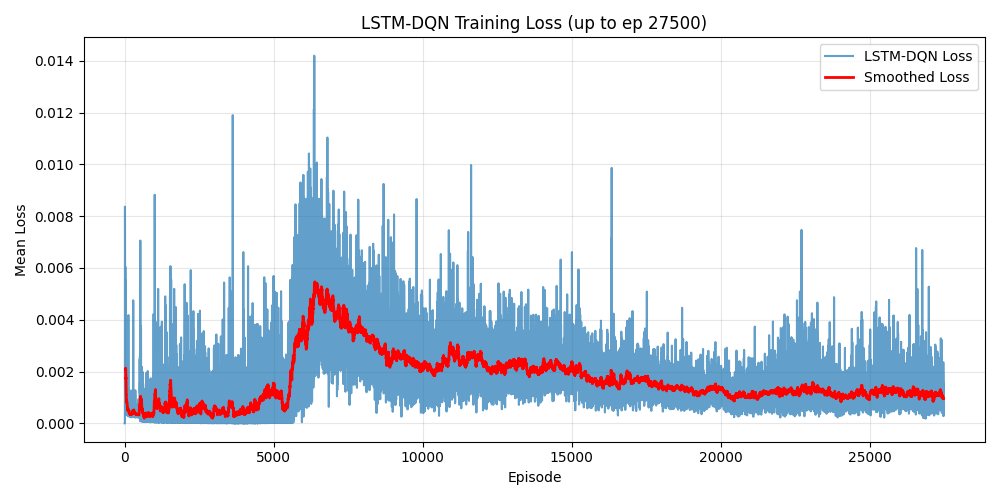 LSTM-DQN Training Loss (up to ep 27500)
LSTM-DQN Loss
Smoothed Loss
Mean Loss
0.014
0.012
0.010
0.008
0.006
0.004
0.002
0.000
0 5000 10000 15000 20000 25000
Episode